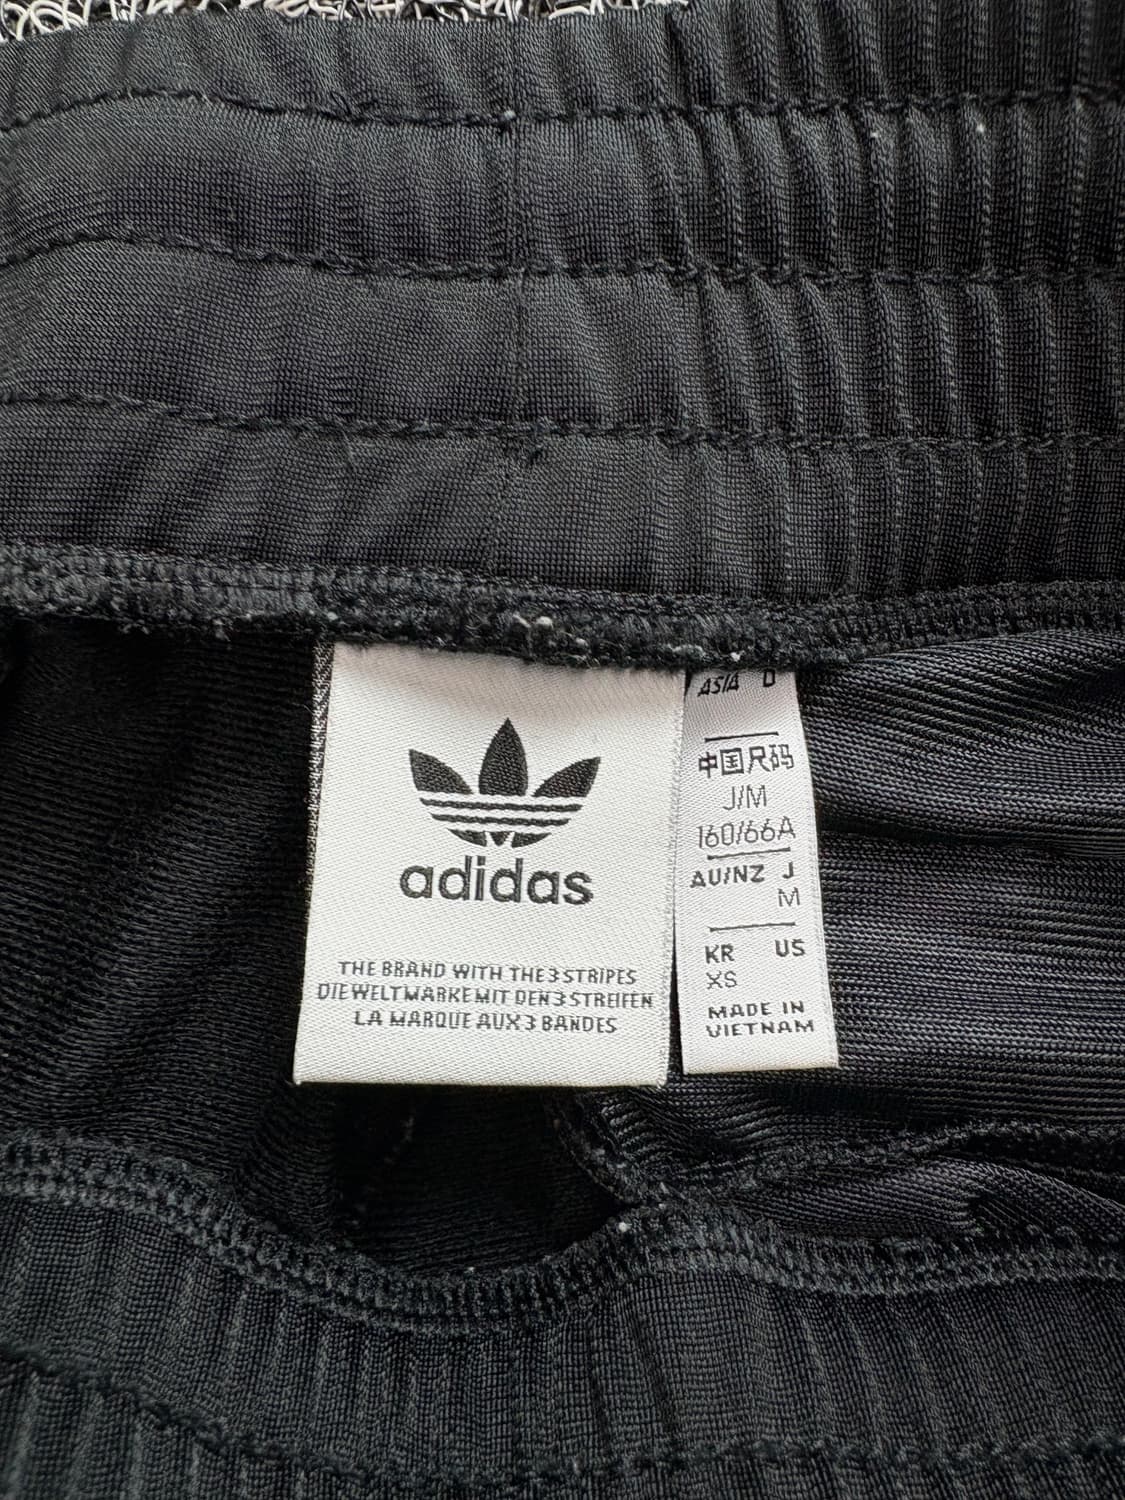 adidas
THE BRAND WITH THE 3 STRIPES
DIE WELTMARKE MIT DEN 3 STREIFEN
LA MARQUE AUX 3 BANDES
ASIA
中国尺码
J/M
160/66A
AU/NZ J
M
KR US
XS
MADE IN
VIETNAM